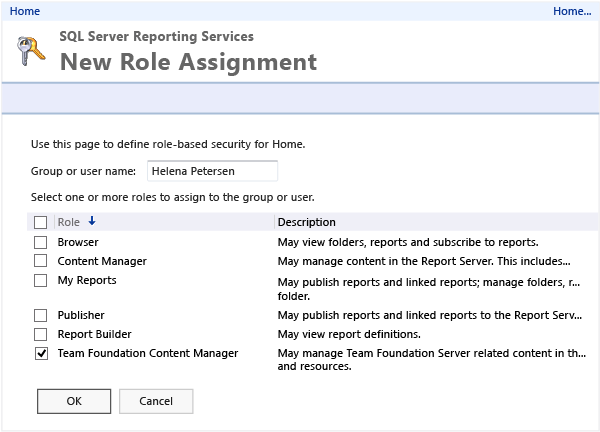 Home Home...
SQL Server Reporting Services
New Role Assignment
Use this page to define role-based security for Home.
Group or user name: Helena Petersen
Select one or more roles to assign to the group or user.
Role Description
Browser May view folders, reports and subscribe to reports.
Content Manager May manage content in the Report Server. This includes...
My Reports May publish reports and linked reports; manage folders, r...
folder.
Publisher May publish reports and linked reports to the Report Serv...
Report Builder May view report definitions.
Team Foundation Content Manager May manage Team Foundation Server related content in th...
and resources.
OK Cancel